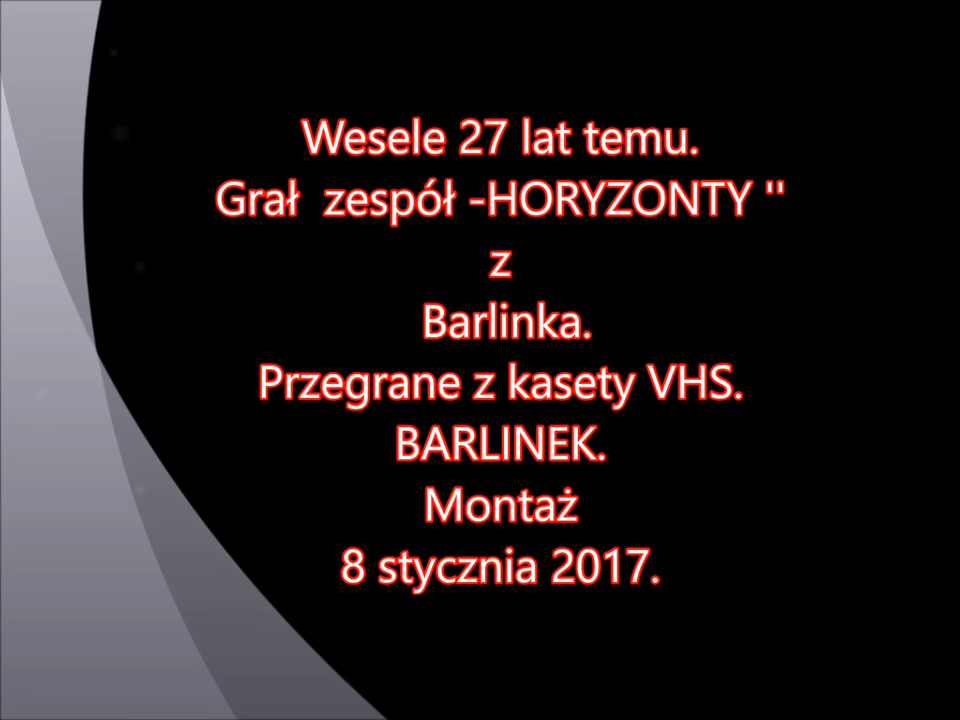 Wesele 27 lat temu.
Grał  zespół -HORYZONTY "
z
Barlinka.
Przegrane z kasety VHS.
BARLINEK.
Montaż
8 stycznia 2017.